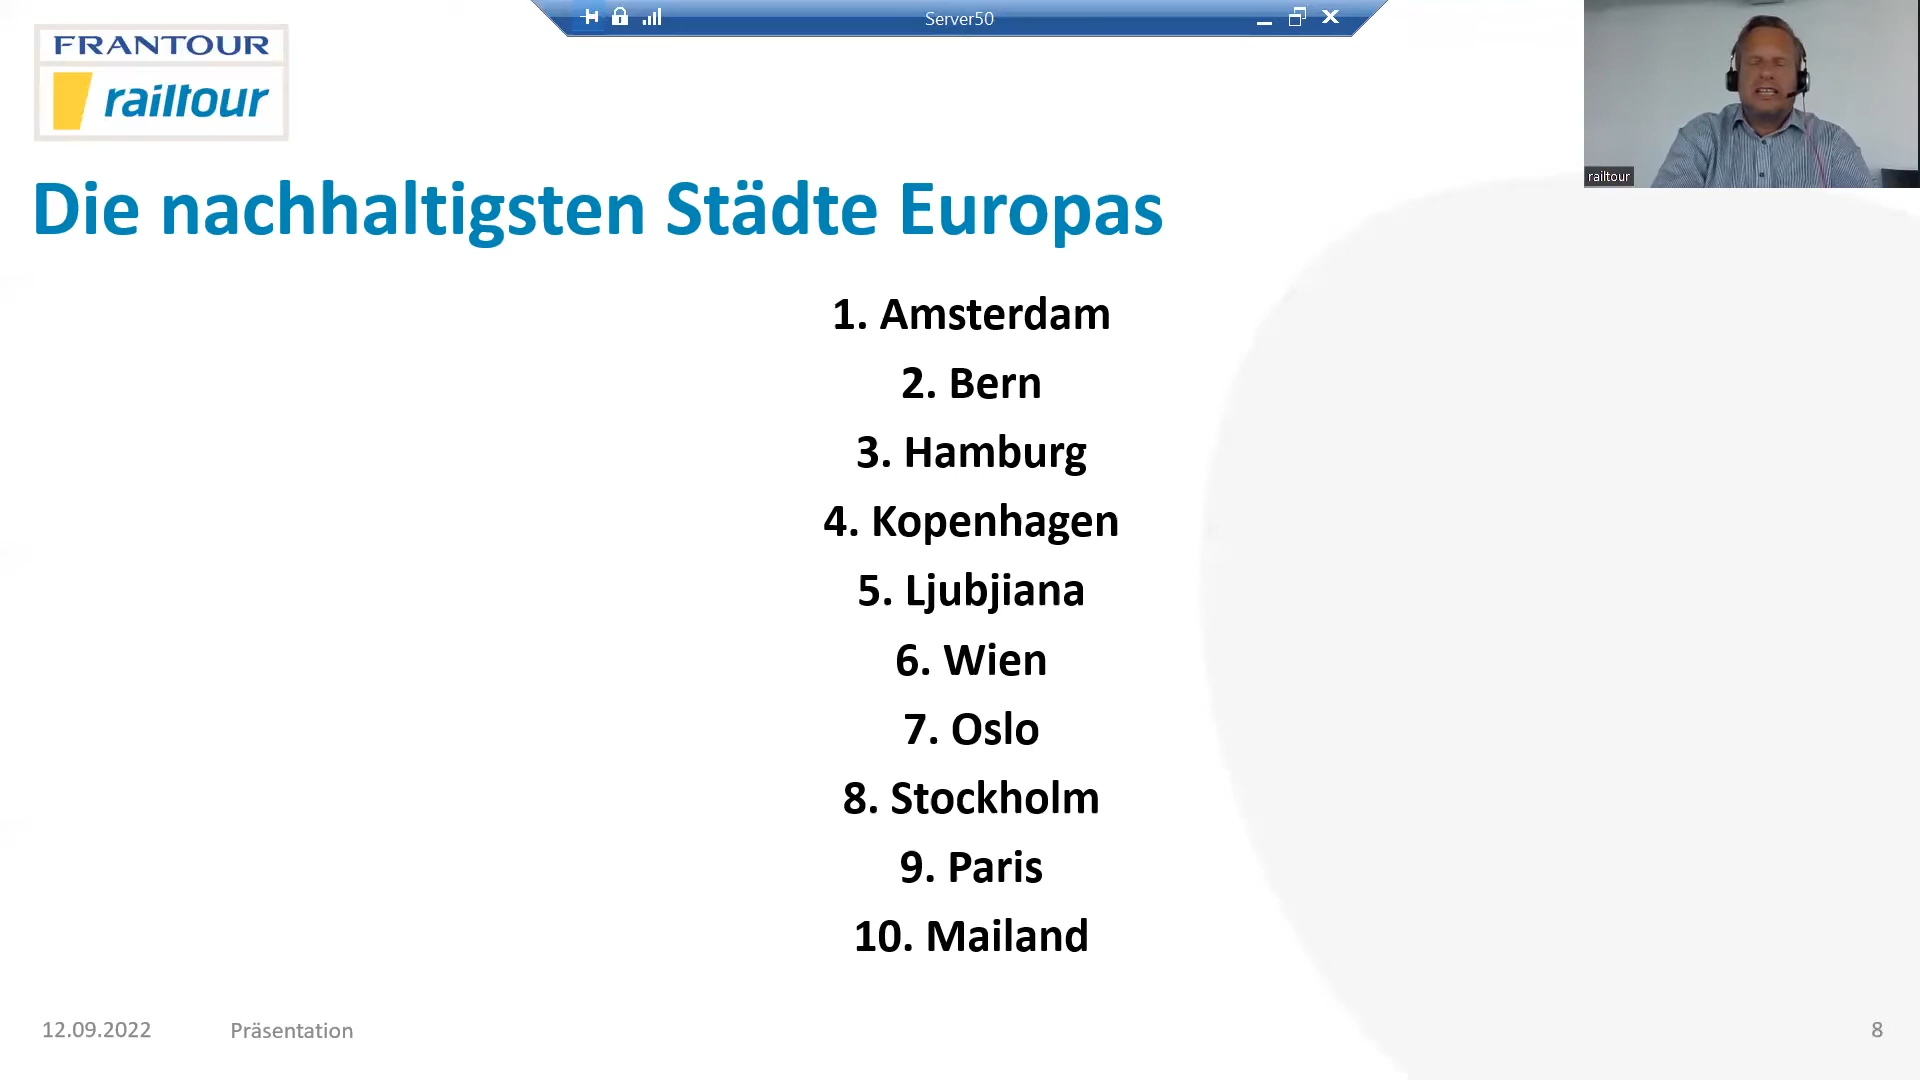 Server50
FRANTOUR
railtour
railtour
Die nachhaltigsten Städte Europas
1. Amsterdam
2. Bern
3. Hamburg
4. Kopenhagen
5. Ljubjiana
6. Wien
7. Oslo
8. Stockholm
9. Paris
10. Mailand
12.09.2022
Präsentation
8